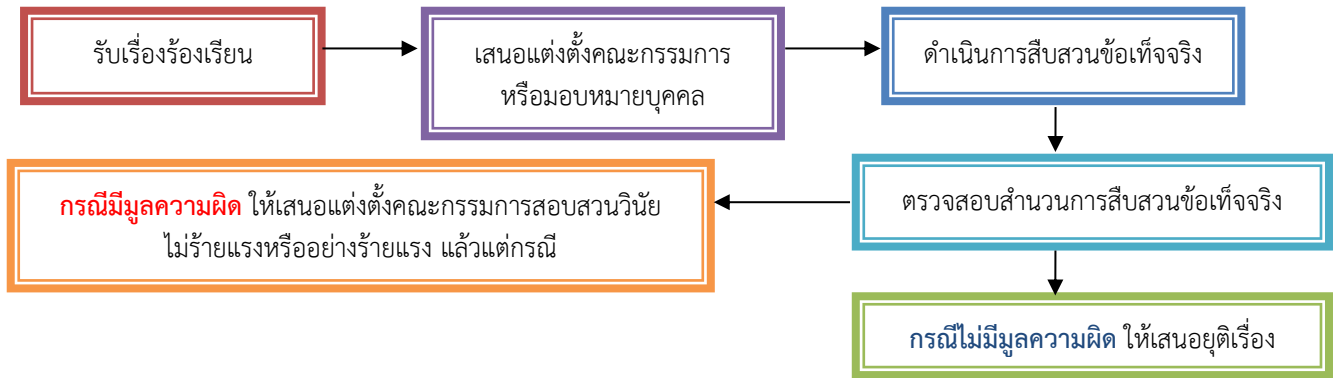 รับเรื่องร้องเรียน
เสนอแต่งตั้งคณะกรรมการ
หรือมอบหมายบุคคล
ดำเนินการสืบสวนข้อเท็จจริง
ตรวจสอบสำนวนการสืบสวนข้อเท็จจริง
กรณีมีมูลความผิด ให้เสนอแต่งตั้งคณะกรรมการสอบสวนวินัย
ไม่ร้ายแรงหรืออย่างร้ายแรง แล้วแต่กรณี
กรณีไม่มีมูลความผิด ให้เสนอยุติเรื่อง